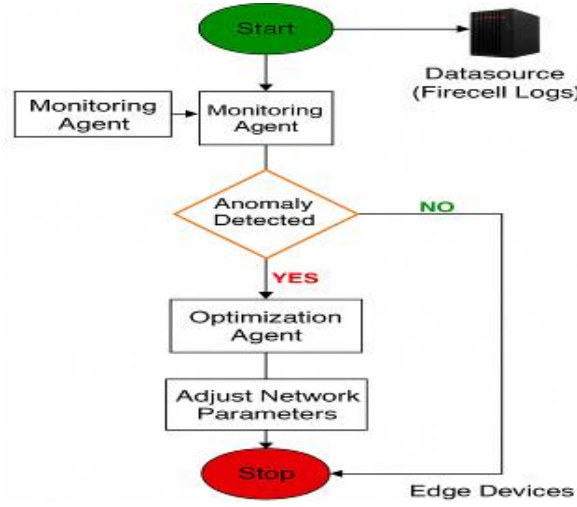 Start
Datasource
(Firecell Logs)
Monitoring
Agent
Monitoring
Agent
Anomaly
Detected
NO
YES
Optimization
Agent
Adjust Network
Parameters
Stop
Edge Devices